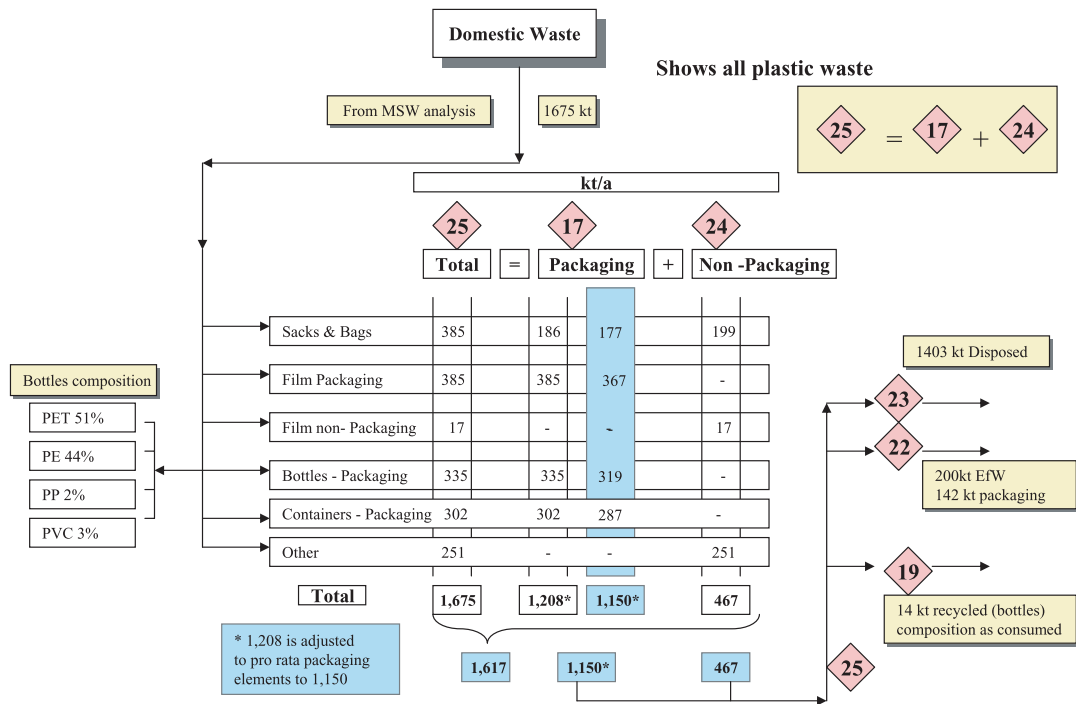 Domestic Waste
Shows all plastic waste
From MSW analysis
1675 kt
25 = 17 + 24
kt/a
25 17 24
Total = Packaging + Non -Packaging
Sacks & Bags 385 186 177 199
Film Packaging 385 385 367 -
Film non- Packaging 17 - - 17
Bottles - Packaging 335 335 319 -
Containers - Packaging 302 302 287 -
Other 251 - - 251
Total 1,675 1,208* 1,150* 467
1,617 1,150* 467
* 1,208 is adjusted
to pro rata packaging
elements to 1,150
Bottles composition
PET 51%
PE 44%
PP 2%
PVC 3%
1403 kt Disposed
23
22
200kt EfW
142 kt packaging
19
14 kt recycled (bottles)
composition as consumed
25